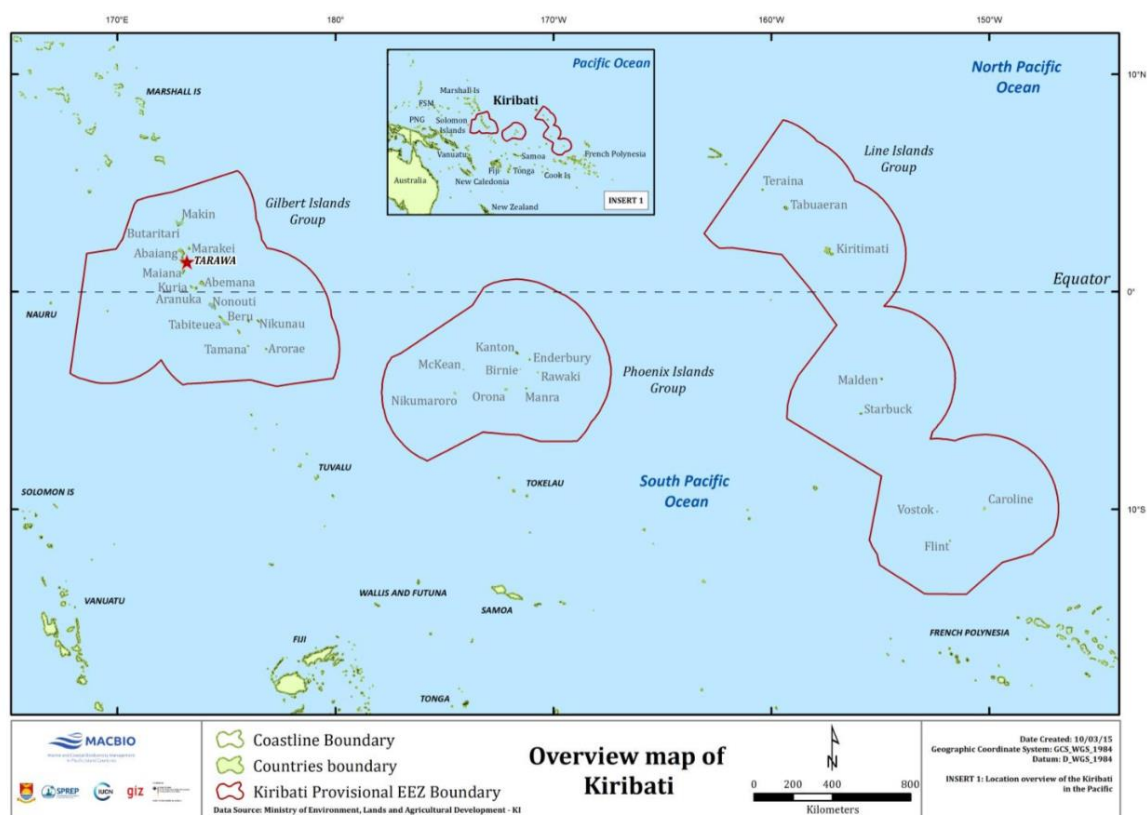 170°E
180°
170°W
160°W
150°W
10°N
0°
10°S
North Pacific
Ocean
MARSHALL IS
Pacific Ocean
Marshall Is
Kiribati
FSM
PNG
Solomon
Islands
Vanuatu
Fiji
Samoa
Tonga
Cook Is
French Polynesia
New Caledonia
Australia
New Zealand
INSERT 1
Line Islands
Group
Teraina
Tabuaeran
Kiritimati
Gilbert Islands
Group
Makin
Butaritari
Abaiang
Marakei
TARAWA
Maiana
Abemana
Kuria
Aranuka
Nonouti
Beru
Tabiteuea
Nikunau
Tamana
Arorae
Equator
NAURU
Kanton
Enderbury
McKean
Birnie
Rawaki
Nikumaroro
Orona
Manra
Phoenix Islands
Group
Malden
Starbuck
Vostok
Caroline
Flint
South Pacific
Ocean
TUVALU
TOKELAU
SOLOMON IS
VANUATU
WALLIS AND FUTUNA
SAMOA
FIJI
TONGA
FRENCH POLYNESIA
MACBIO
SPREP
IUCN
giz
Coastline Boundary
Countries boundary
Kiribati Provisional EEZ Boundary
Data Source: Ministry of Environment, Lands and Agricultural Development - KI
Overview map of
Kiribati
N
0 200 400 800
Kilometers
Date Created: 10/03/15
Geographic Coordinate System: GCS_WGS_1984
Datum: D_WGS_1984
INSERT 1: Location overview of the Kiribati
in the Pacific